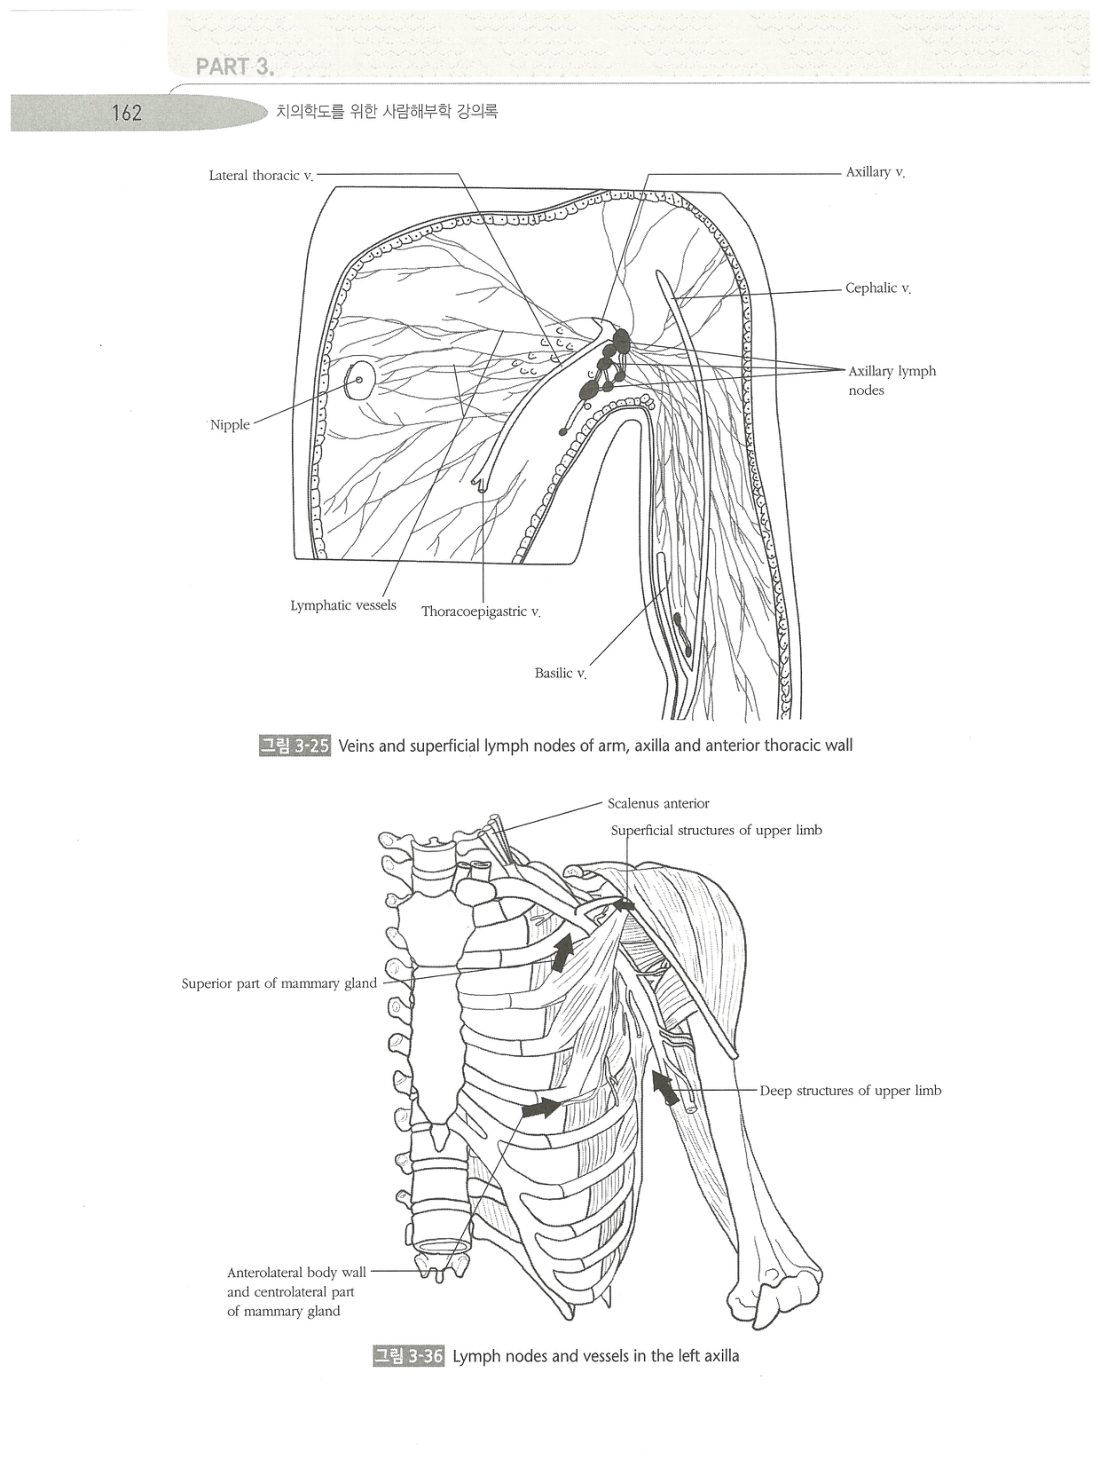 PART 3.
162
치의학도를 위한 사람해부학 강의록
Lateral thoracic v.
Axillary v.
Cephalic v.
Axillary lymph
nodes
Nipple
Lymphatic vessels
Thoracoepigastric v.
Basilic v.
그림 3-25 Veins and superficial lymph nodes of arm, axilla and anterior thoracic wall
Scalenus anterior
Superficial structures of upper limb
Superior part of mammary gland
Deep structures of upper limb
Anterolateral body wall
and centrolateral part
of mammary gland
그림 3-36 Lymph nodes and vessels in the left axilla